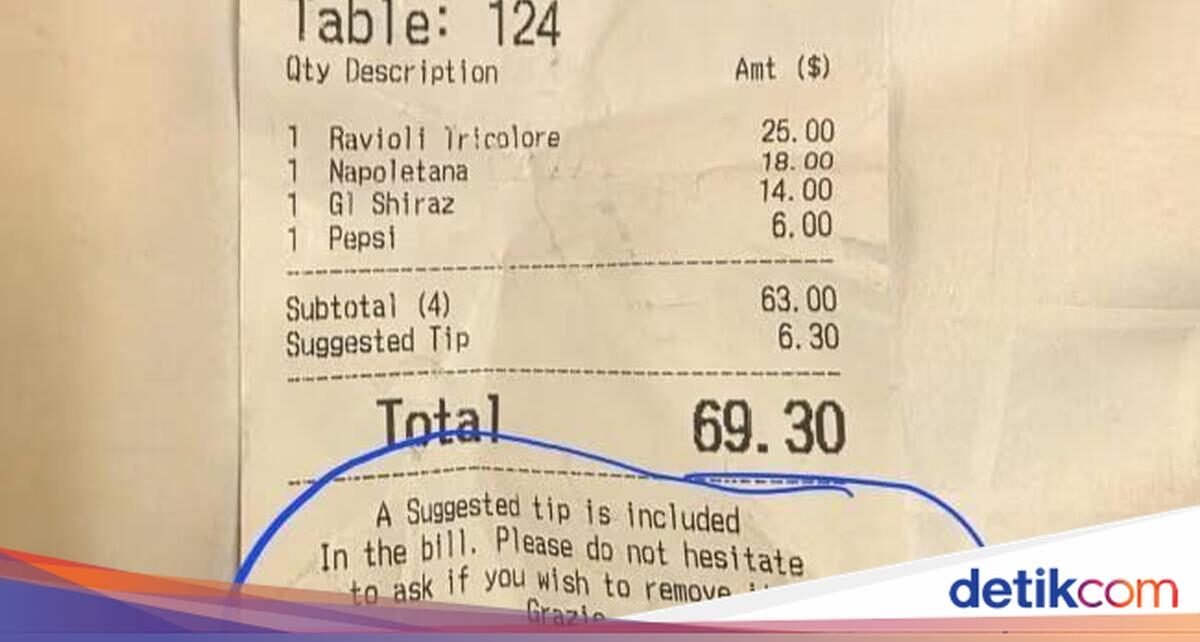 Table: 124
Qty Description Amt ($)
1 Ravioli Tricolore 25.00
1 Napoletana 18.00
1 Gl Shiraz 14.00
1 Pepsi 6.00
Subtotal (4) 63.00
Suggested Tip 6.30
Total 69.30
A Suggested tip is included
In the bill. Please do not hesitate
to ask if you wish to remove
Grazie
detikcom